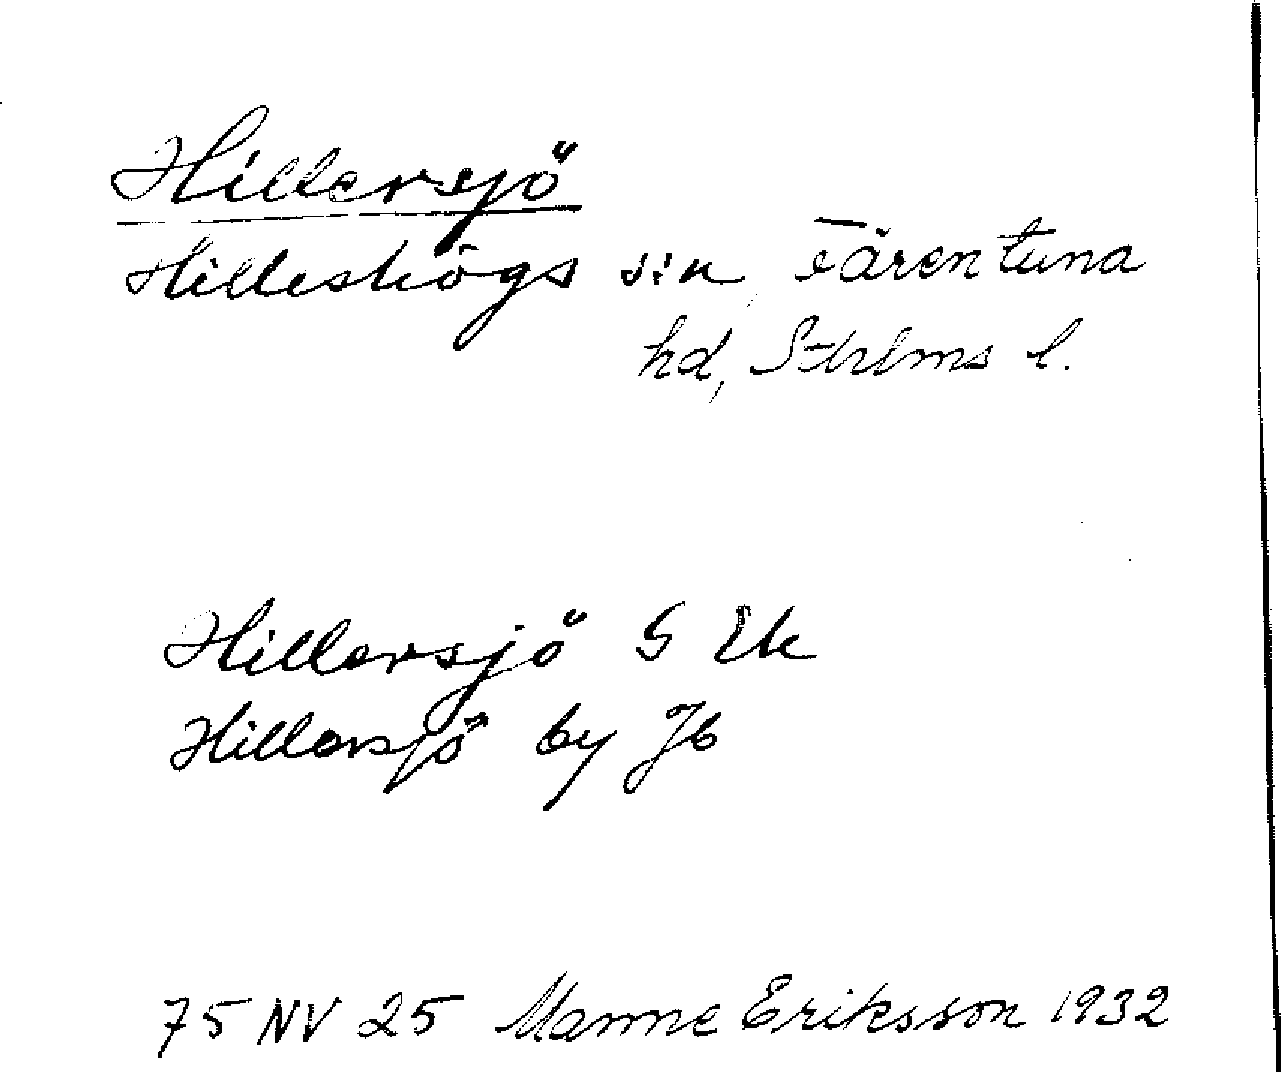 Hillersjö
Hilleshögs s:n, Färentuna
hd, Sthlms l.
Hillersjö G Ek
Hillersjö by Jb
75 NV 25 Manne Eriksson 1932